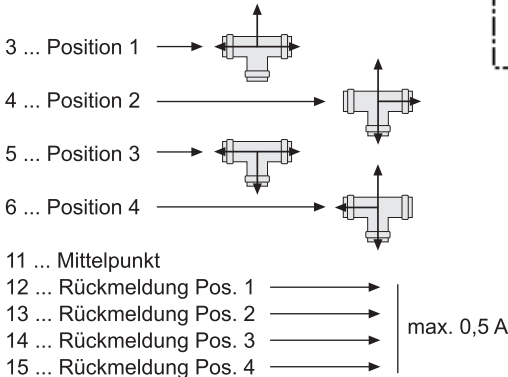 3 ... Position 1
4 ... Position 2
5 ... Position 3
6 ... Position 4
11 ... Mittelpunkt
12 ... Rückmeldung Pos. 1
13 ... Rückmeldung Pos. 2
14 ... Rückmeldung Pos. 3
15 ... Rückmeldung Pos. 4
max. 0,5 A